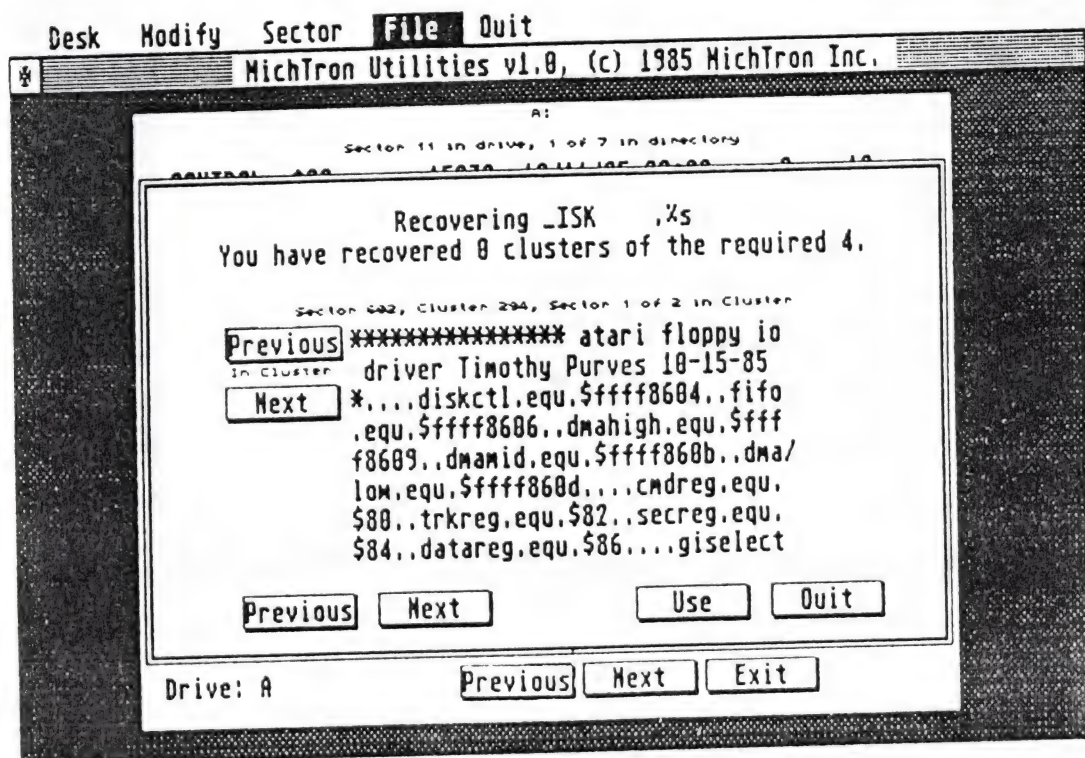 Desk Modify Sector File Quit
MichTron Utilities v1.0, (c) 1985 MichTron Inc.
A:
Sector 11 in drive, 1 of 7 in directory
Recovering _ISK .%s
You have recovered 0 clusters of the required 4.
Sector 602, Cluster 294, Sector 1 of 2 in Cluster
Previous **************** atari floppy io
In Cluster driver Timothy Purves 10-15-85
Next *....diskctl.equ.$ffff8604..fifo
.equ.$ffff8606..dmahigh.equ.$fff
f8609..dmamid.equ.$ffff860b..dma/
low.equ.$ffff860d....cmdreg.equ.
$80..trkreg.equ.$82..secreg.equ.
$84..datareg.equ.$86....giselect
Previous Next Use Quit
Drive: A Previous Next Exit